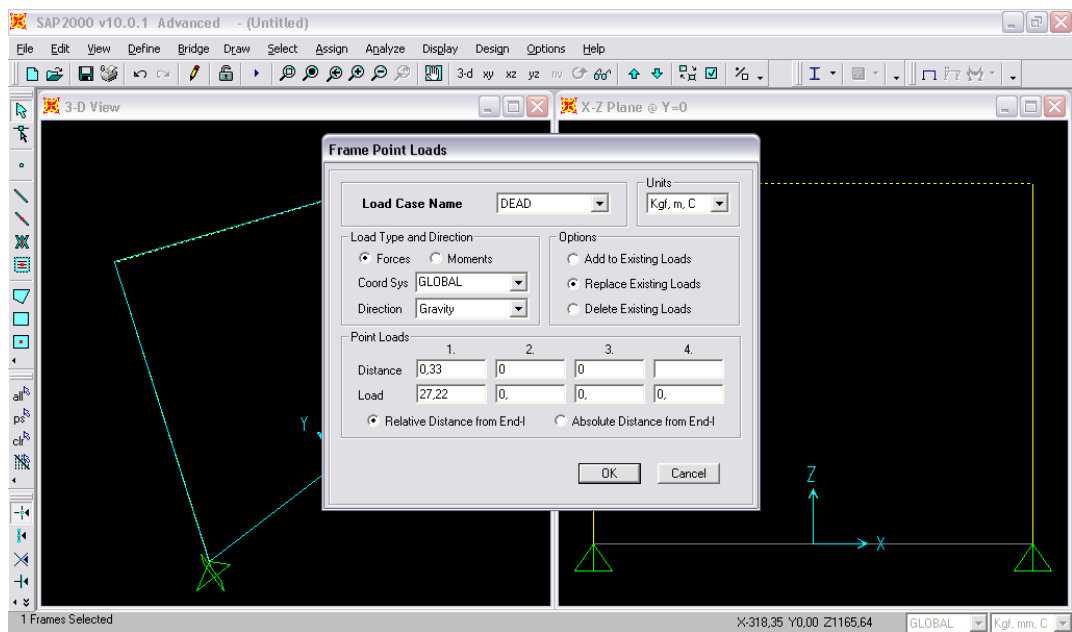 SAP2000 v10.0.1 Advanced - (Untitled)
File Edit View Define Bridge Draw Select Assign Analyze Display Design Options Help
3-d xy xz yz nv
3-D View
X-Z Plane @ Y=0
Frame Point Loads
Load Case Name DEAD
Units
Kgf, m, C
Load Type and Direction
Forces Moments
Coord Sys GLOBAL
Direction Gravity
Options
Add to Existing Loads
Replace Existing Loads
Delete Existing Loads
Point Loads
1. 2. 3. 4.
Distance 0,33 0 0
Load 27,22 0, 0, 0,
Relative Distance from End-I Absolute Distance from End-I
OK Cancel
all
ps
clr
Y
Z
X
1 Frames Selected
X-318,35 Y0,00 Z1165,64
GLOBAL
Kgf, mm, C